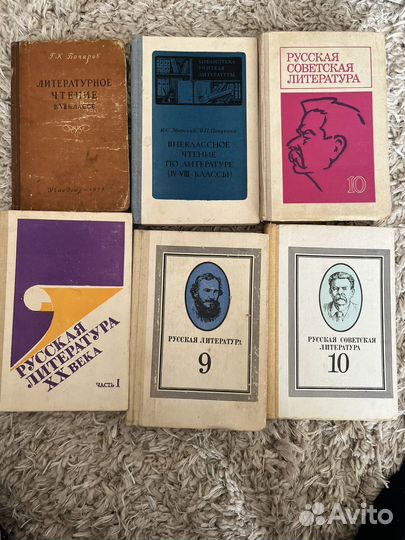 Г. К. Бочаров
ЛИТЕРАТУРНОЕ
ЧТЕНИЕ
КЛАССЕ
Учпедгиз
БИБЛИОТЕКА
УЧИТЕЛЯ
ЛИТЕРАТУРЫ
ВНЕКЛАССНОЕ
ЧТЕНИЕ
ПО ЛИТЕРАТУРЕ
(IV-VIII КЛАССЫ)
РУССКАЯ
СОВЕТСКАЯ
ЛИТЕРАТУРА
10
РУССКАЯ
ЛИТЕРАТУРА
XX ВЕКА
ЧАСТЬ I
РУССКАЯ ЛИТЕРАТУРА
9
РУССКАЯ СОВЕТСКАЯ
ЛИТЕРАТУРА
10
Avito